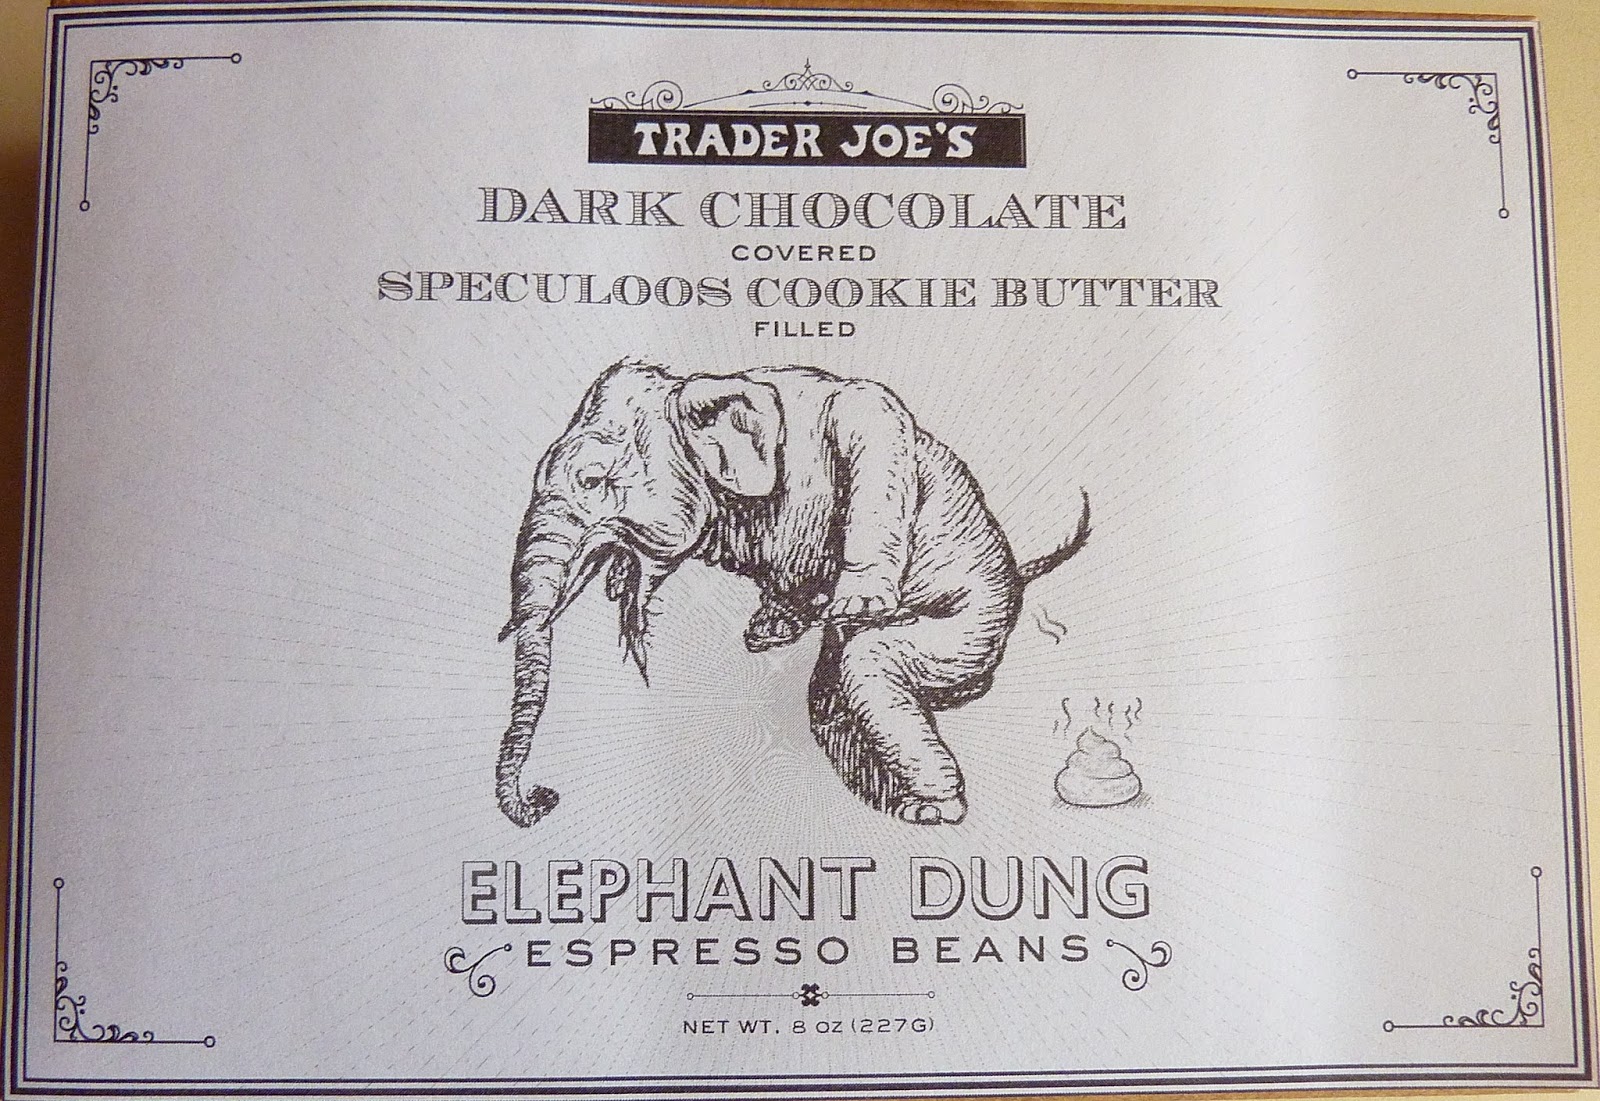 TRADER JOE'S
DARK CHOCOLATE
COVERED
SPECULOOS COOKIE BUTTER
FILLED
ELEPHANT DUNG
ESPRESSO BEANS
NET WT. 8 OZ (227G)